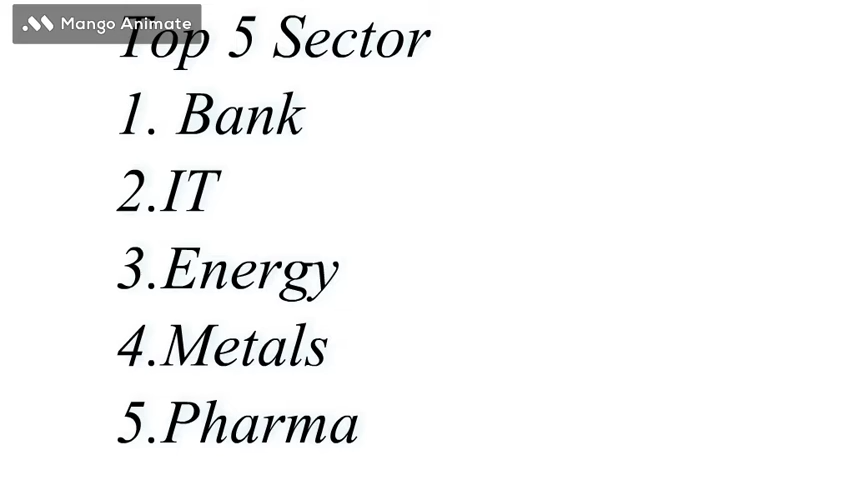 Mango Animate
Top 5 Sector
1. Bank
2.IT
3.Energy
4.Metals
5.Pharma